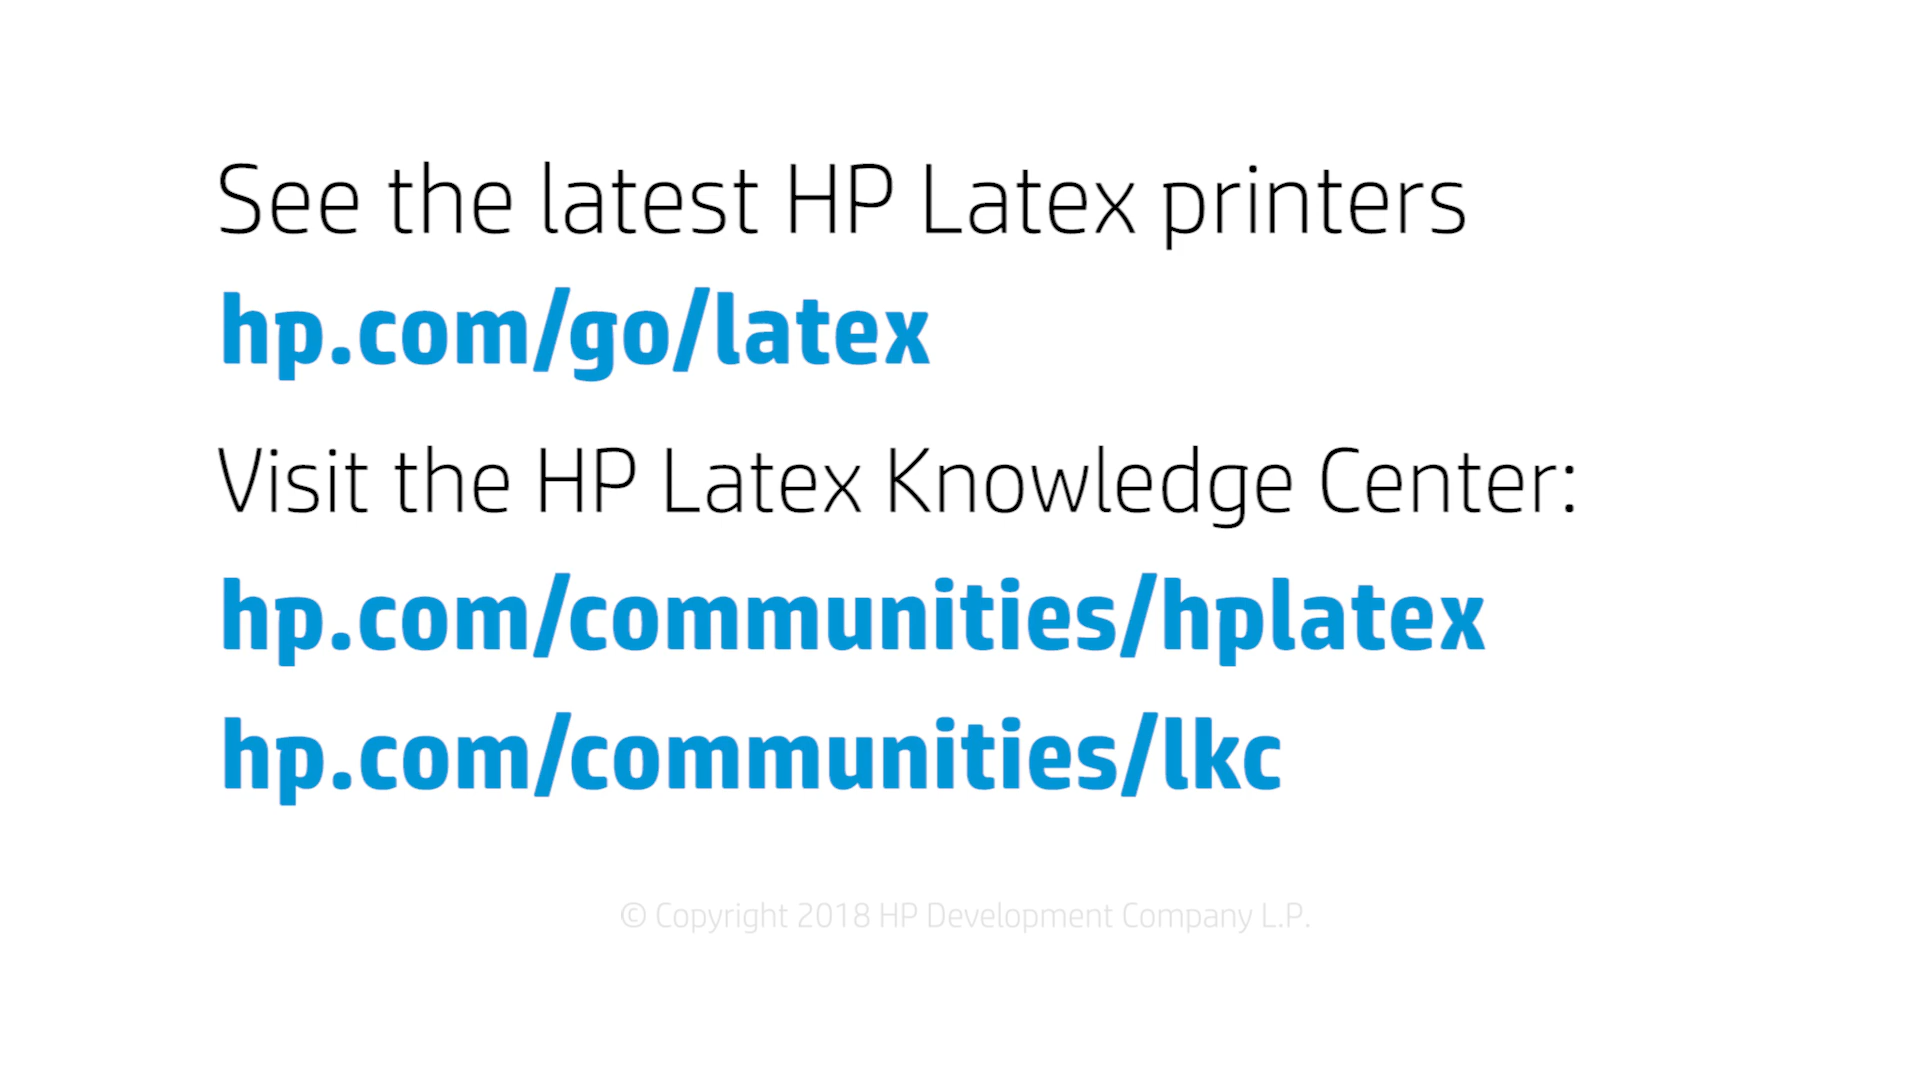 See the latest HP Latex printers
hp.com/go/latex
Visit the HP Latex Knowledge Center:
hp.com/communities/hplatex
hp.com/communities/lkc
© Copyright 2018 HP Development Company L.P.